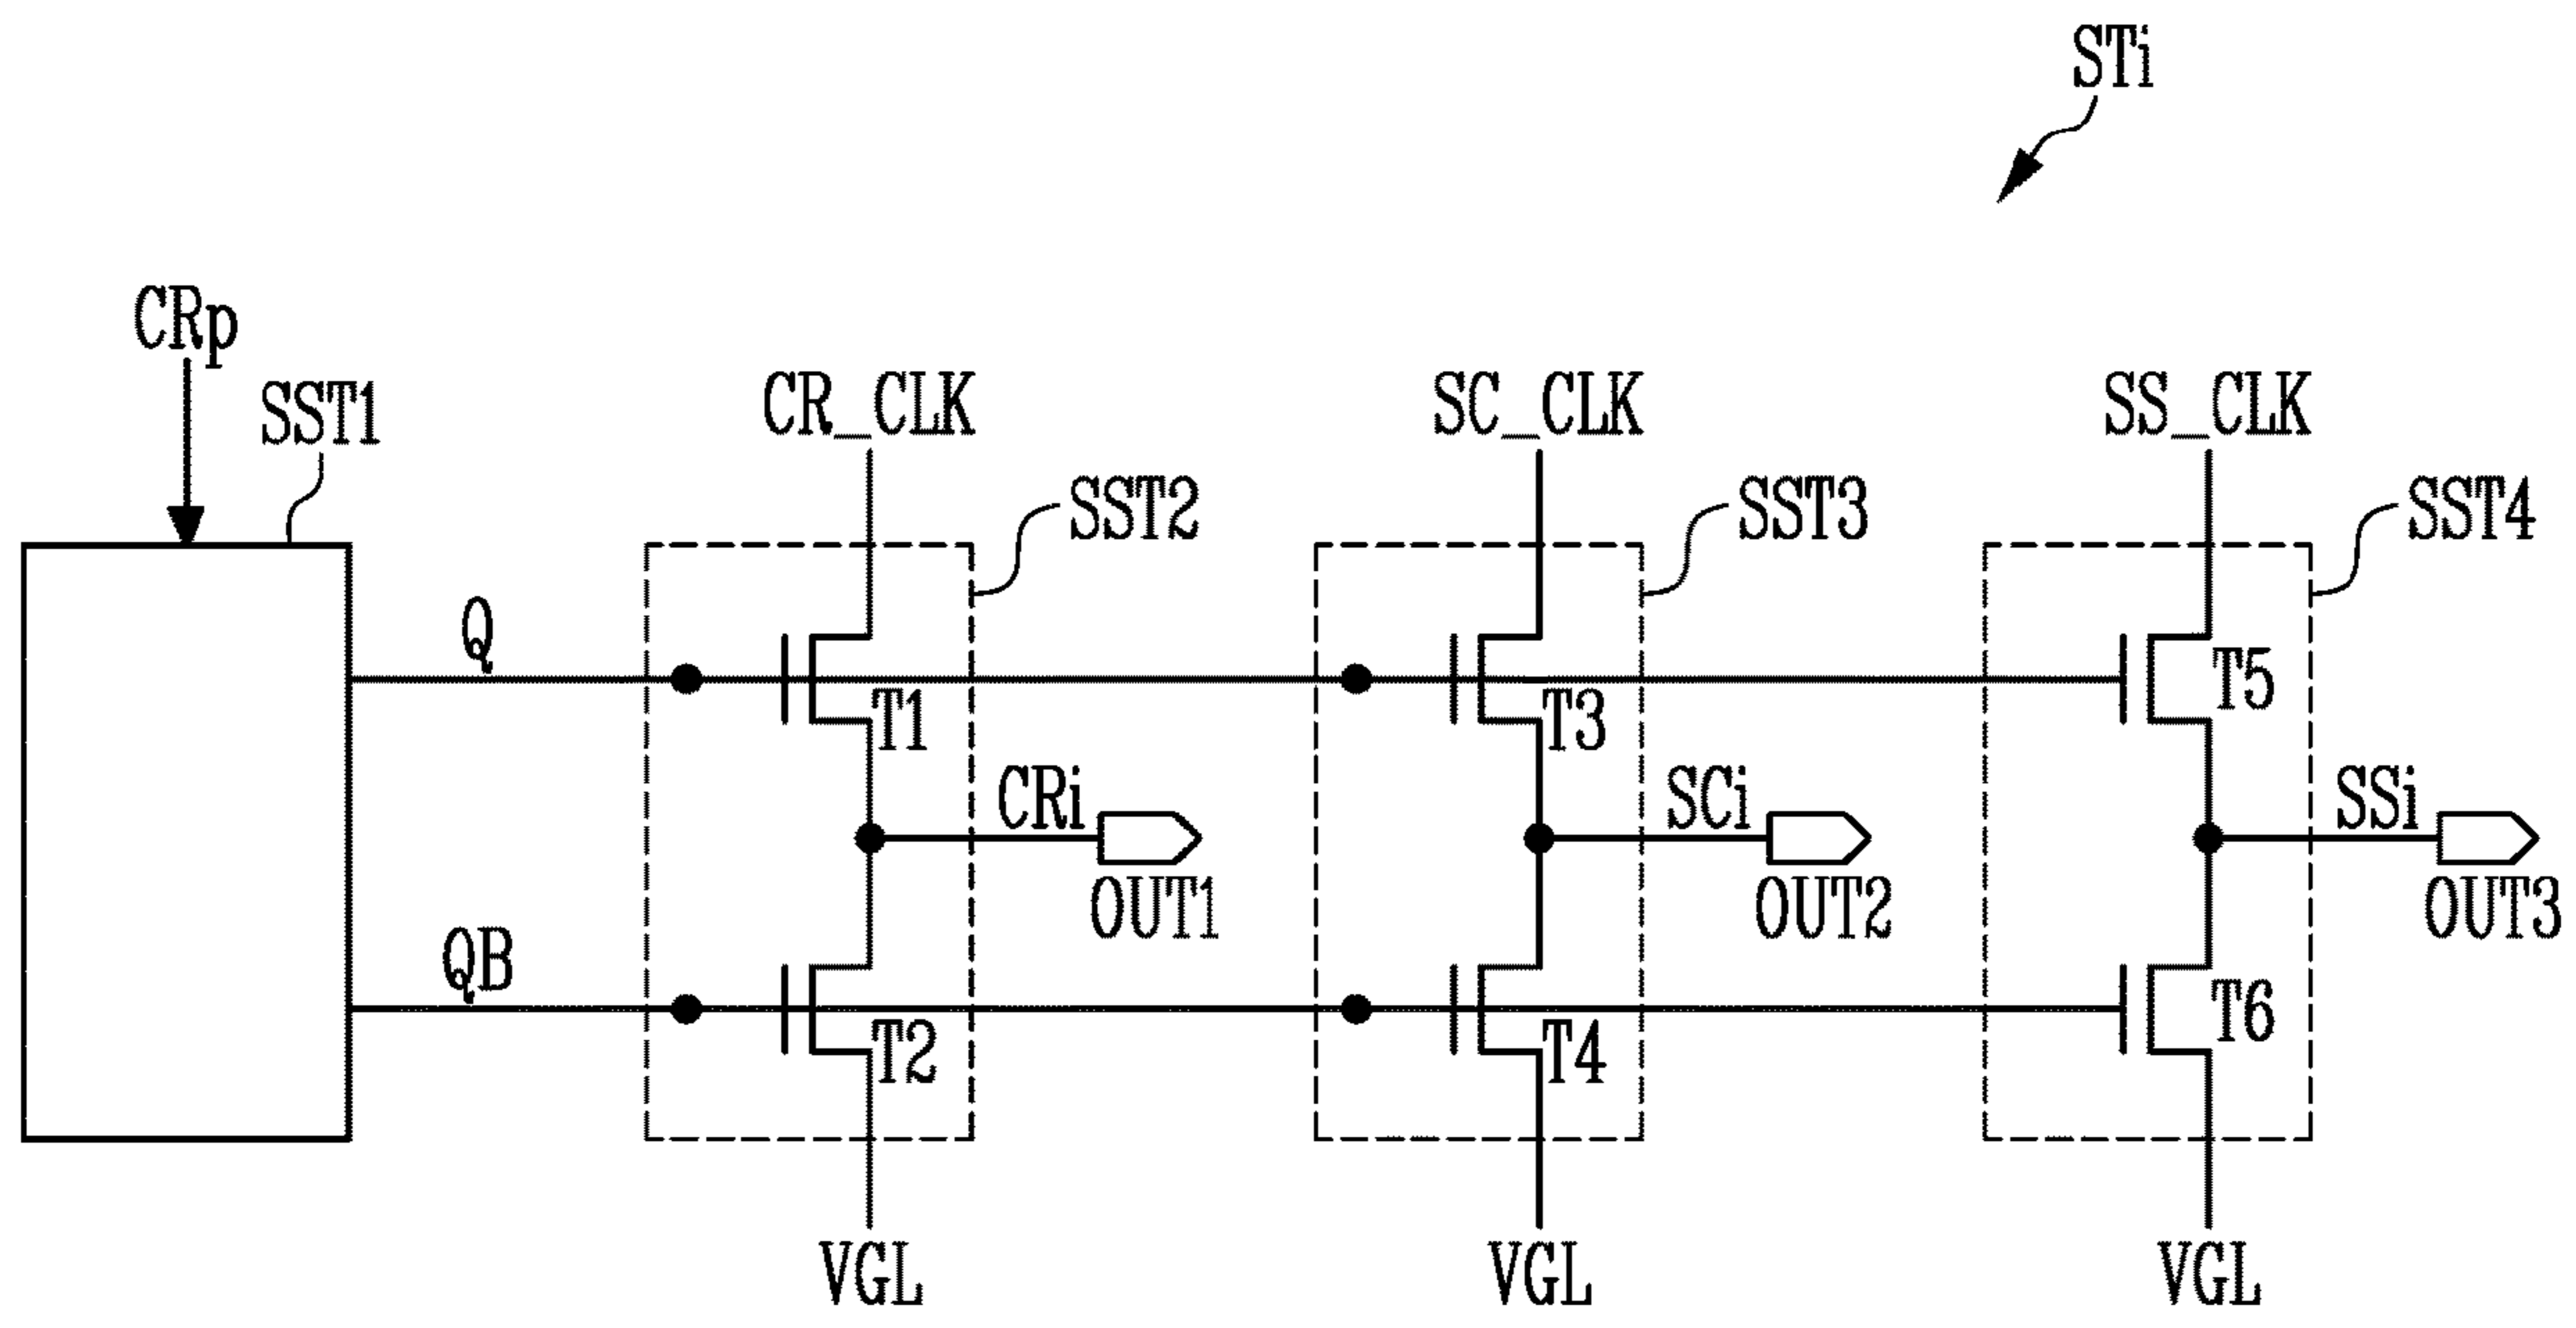 STi
CRp
SST1
CR_CLK
SC_CLK
SS_CLK
SST2
SST3
SST4
Q
T1
T3
T5
CRi
SCi
SSi
OUT1
OUT2
OUT3
QB
T2
T4
T6
VGL
VGL
VGL